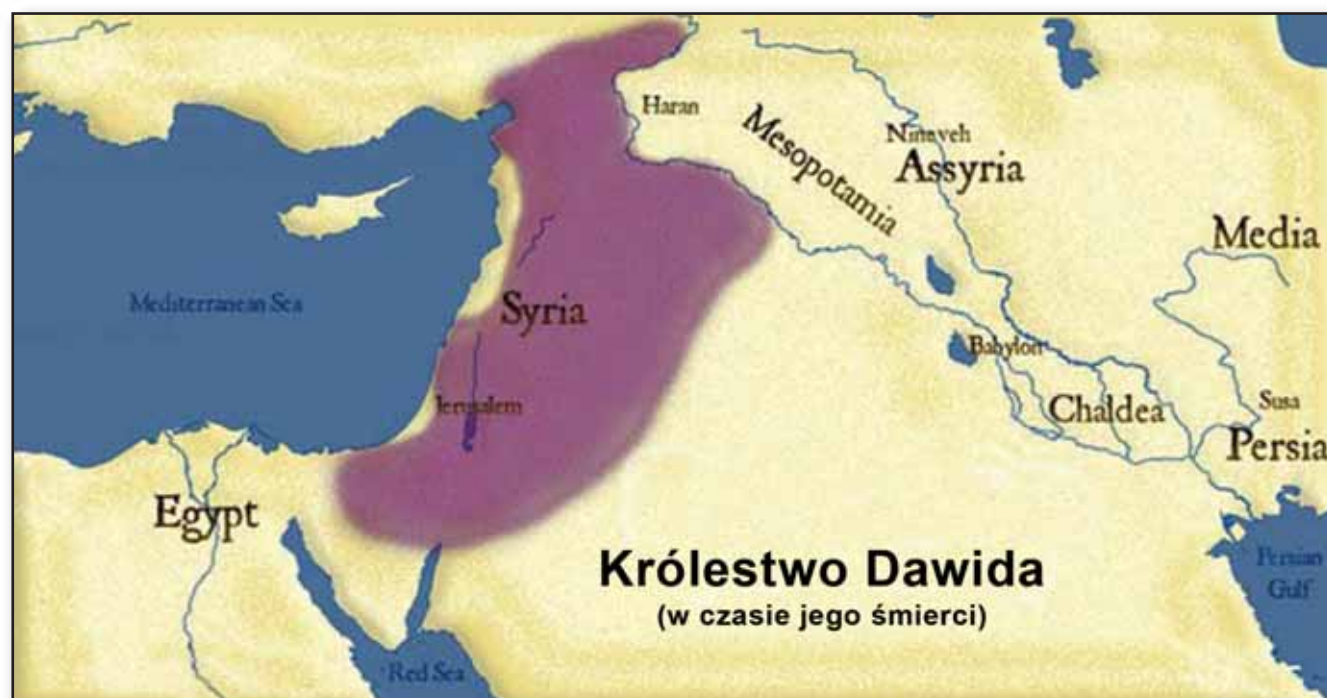 Haran
Mesopotamia
Nineveh
Assyria
Media
Mediterranean Sea
Syria
Babylon
Jerusalem
Chaldea
Susa
Persia
Egypt
Królestwo Dawida
(w czasie jego śmierci)
Persian
Gulf
Red Sea